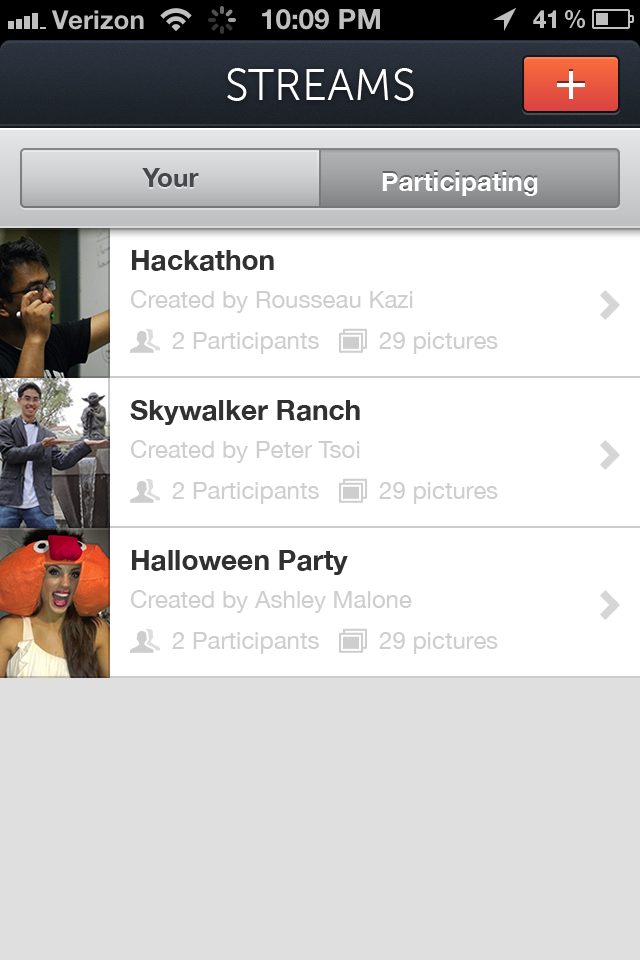 Verizon 10:09 PM 41 %
STREAMS +
Your Participating
Hackathon
Created by Rousseau Kazi
2 Participants 29 pictures
Skywalker Ranch
Created by Peter Tsoi
2 Participants 29 pictures
Halloween Party
Created by Ashley Malone
2 Participants 29 pictures